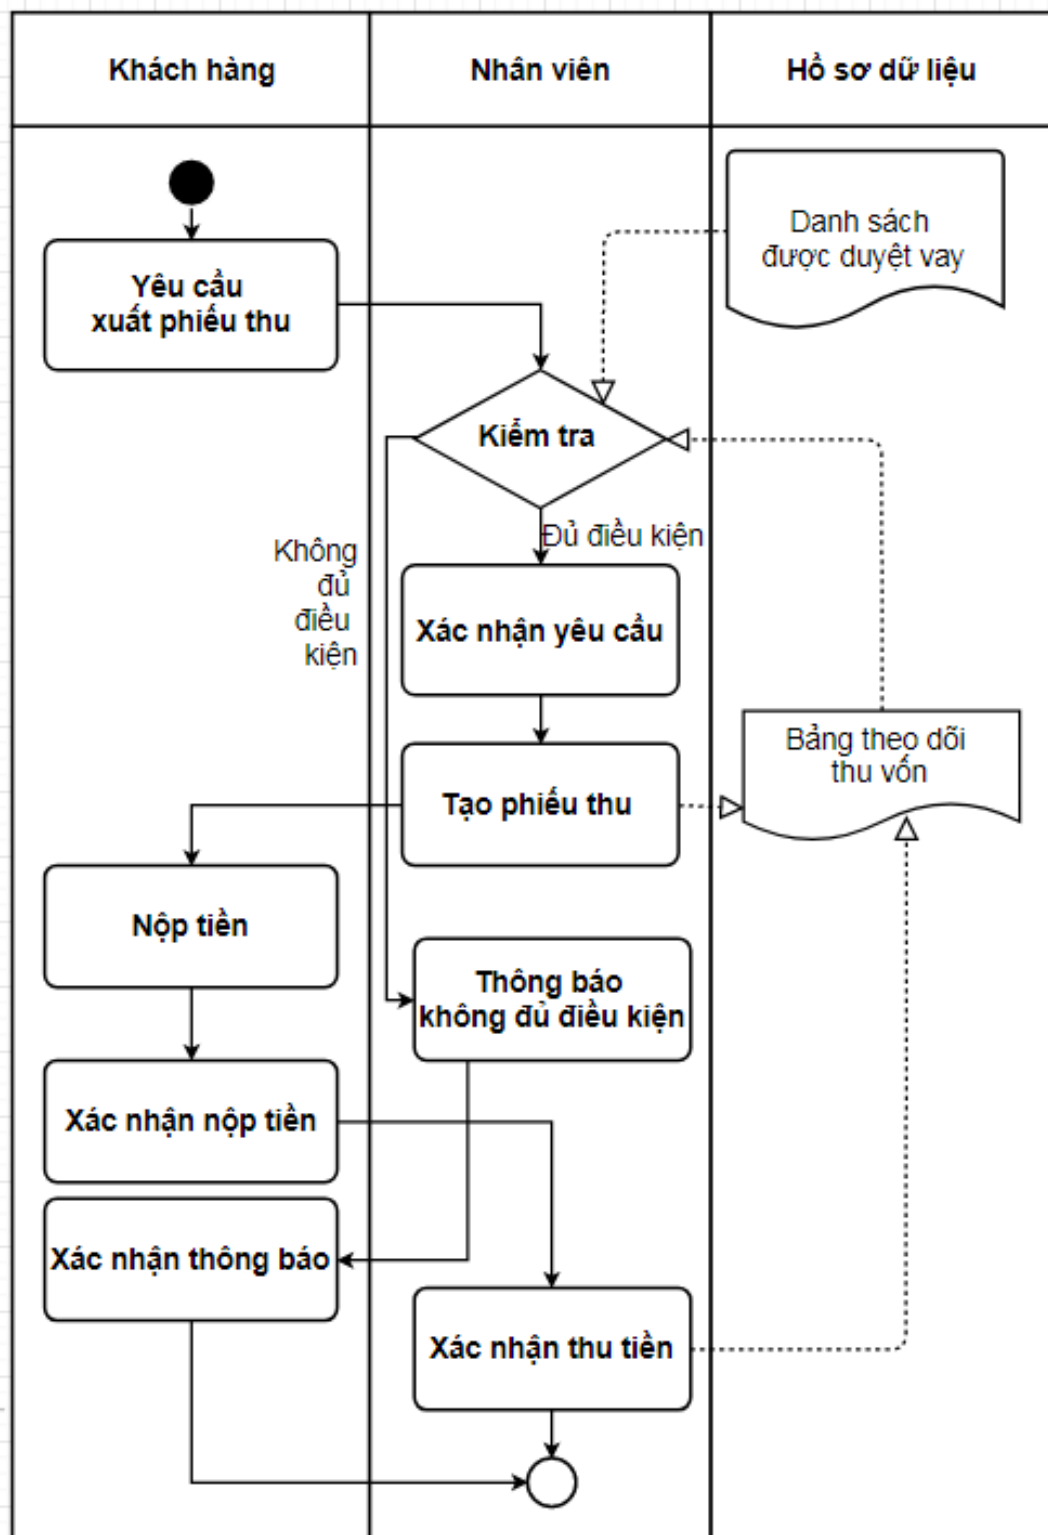 Khách hàng
Nhân viên
Hồ sơ dữ liệu
Danh sách
được duyệt vay
Yêu cầu
xuất phiếu thu
Kiểm tra
Đủ điều kiện
Không
đủ
điều
kiện
Xác nhận yêu cầu
Bảng theo dõi
thu vốn
Tạo phiếu thu
Nộp tiền
Thông báo
không đủ điều kiện
Xác nhận nộp tiền
Xác nhận thông báo
Xác nhận thu tiền